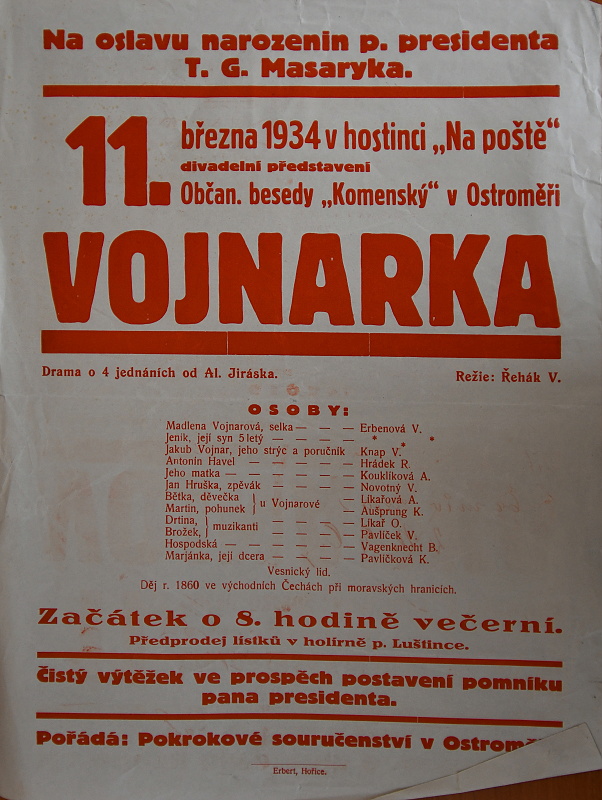 Na oslavu narozenin p. presidenta
T. G. Masaryka.
11. března 1934 v hostinci „Na poště“
divadelní představení
Občan. besedy „Komenský“ v Ostroměři
VOJNARKA
Drama o 4 jednáních od Al. Jiráska. Režie: Řehák V.
OSOBY:
Madlena Vojnarová, selka — — — Erbenová V.
Jeník, její syn 5letý — — — — * * *
Jakub Vojnar, jeho strýc a poručník Knap V.
Antonín Havel — — — — — Hrádek R.
Jeho matka — — — — — Kouklíková A.
Jan Hruška, zpěvák — — — — Novotný V.
Bětka, děvečka } u Vojnarové — Líkařová A.
Martin, pohunek — Aušprung K.
Drtina, } muzikanti — — — — Líkař O.
Brožek, — — — — Pavlíček V.
Hospodská — — — — — Vagenknecht B.
Marjánka, její dcera — — — — Pavlíčková K.
Vesnický lid.
Děj r. 1860 ve východních Čechách při moravských hranicích.
Začátek o 8. hodině večerní.
Předprodej lístků v holírně p. Luštince.
Čistý výtěžek ve prospěch postavení pomníku
pana presidenta.
Pořádá: Pokrokové souručenství v Ostroměři
Erbert, Hořice.